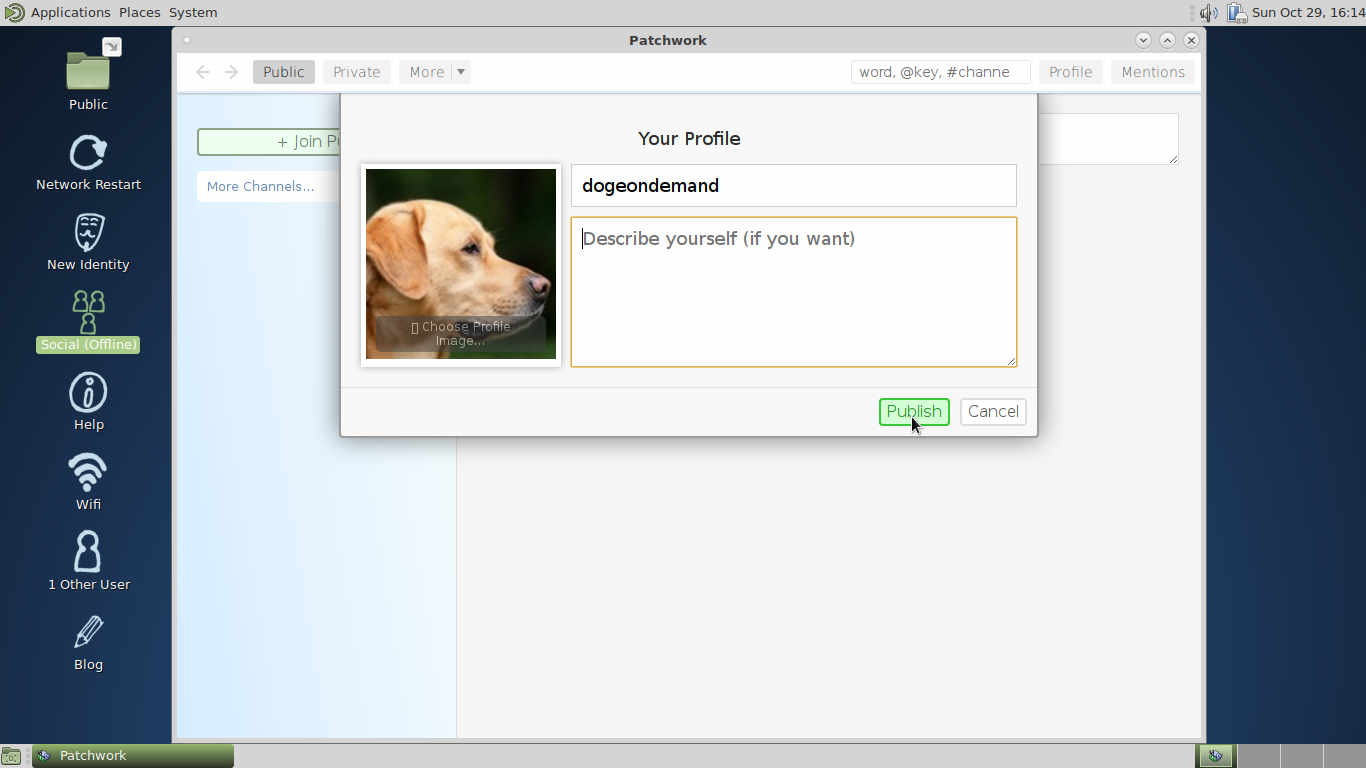 Applications Places System
Sun Oct 29, 16:14
Patchwork
Public Private More
word, @key, #channe
Profile Mentions
Public
Network Restart
New Identity
Social (Offline)
Help
Wifi
1 Other User
Blog
+ Join Pu
More Channels...
Your Profile
dogeondemand
Describe yourself (if you want)
Choose Profile
Image...
Publish Cancel
Patchwork